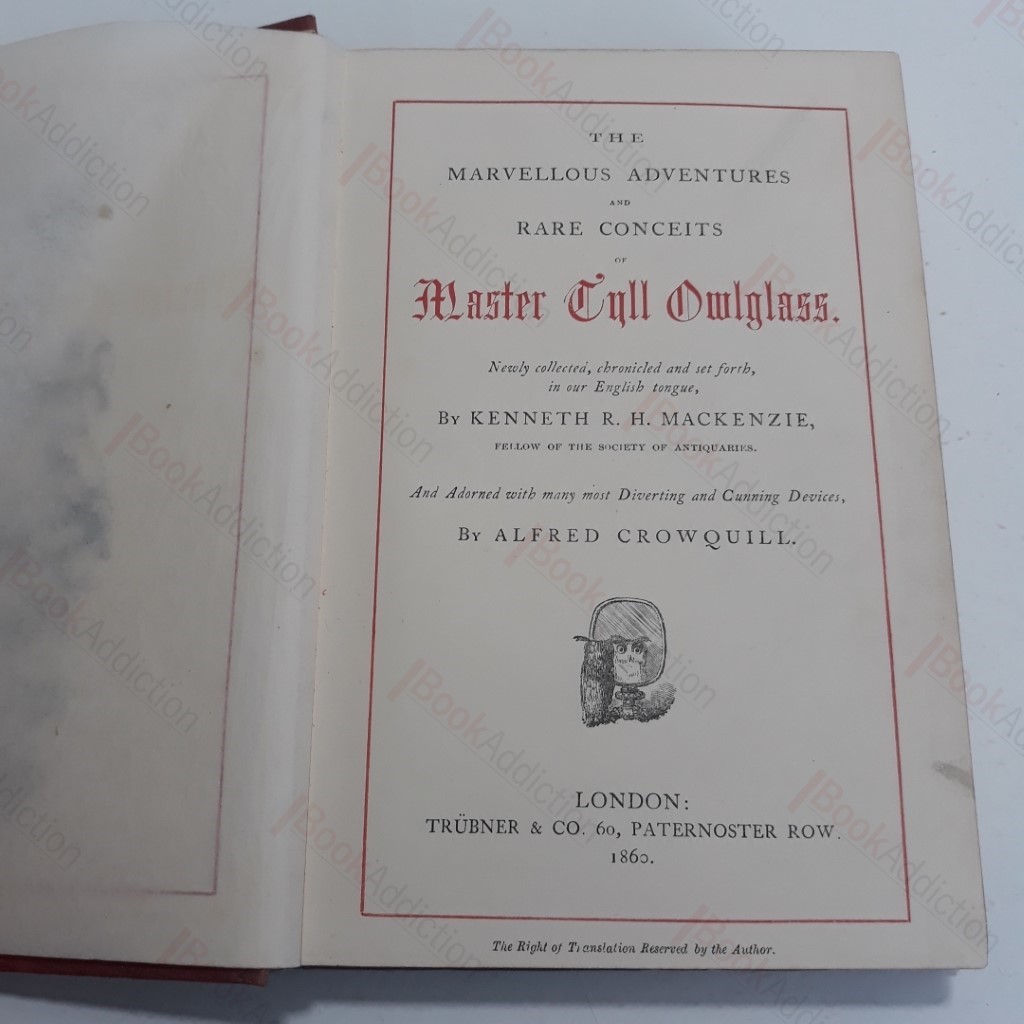 THE
MARVELLOUS ADVENTURES
AND
RARE CONCEITS
OF
Master Tyll Owlglass.
Newly collected, chronicled and set forth,
in our English tongue,
BY KENNETH R. H. MACKENZIE,
FELLOW OF THE SOCIETY OF ANTIQUARIES.
And Adorned with many most Diverting and Cunning Devices,
BY ALFRED CROWQUILL.
LONDON:
TRÜBNER & CO. 60, PATERNOSTER ROW.
1860.
The Right of Translation Reserved by the Author.
BookAddiction